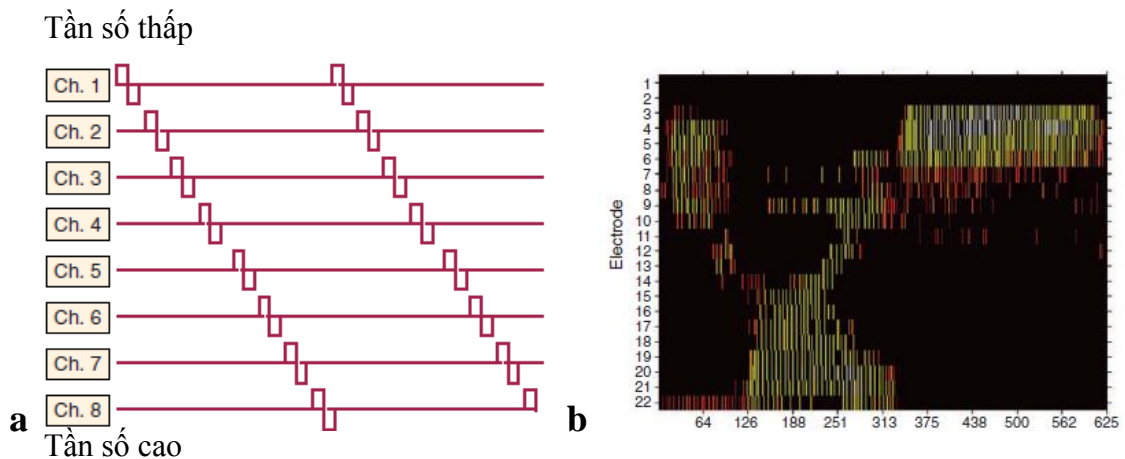 Tần số thấp
Ch. 1
Ch. 2
Ch. 3
Ch. 4
Ch. 5
Ch. 6
Ch. 7
Ch. 8
a
Tần số cao
Electrode
1
2
3
4
5
6
7
8
9
10
11
12
13
14
15
16
17
18
19
20
21
22
64 126 188 251 313 375 438 500 562 625
b